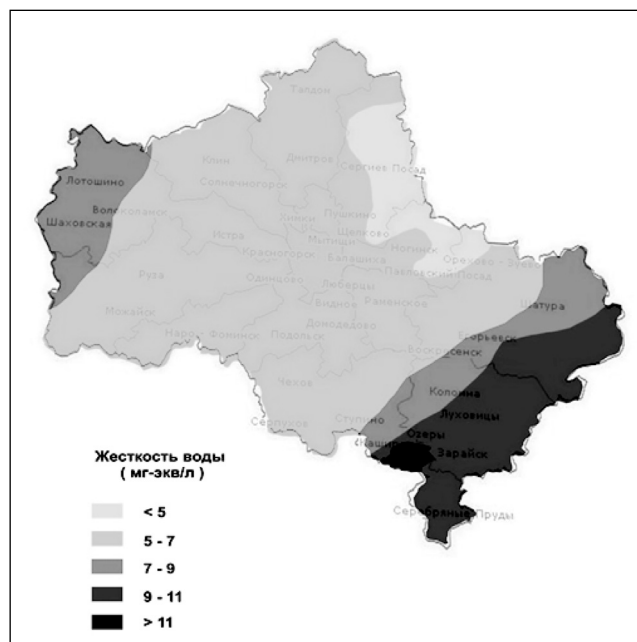 Талдом
Клин
Дмитров
Сергиев Посад
Лотошино
Солнечногорск
Волоколамск
Пушкино
Шаховская
Химки
Щелково
Истра
Мытищи
Ногинск
Красногорск
Балашиха
Орехово - Зуево
Павловский Посад
Руза
Одинцово
Люберцы
Шатура
Видное
Раменское
Можайск
Домодедово
Наро - Фоминск
Подольск
Егорьевск
Воскресенск
Чехов
Коломна
Луховицы
Серпухов
Ступино
Озеры
Кашира
Зарайск
Серебряные Пруды
Жесткость воды
( мг-экв/л )
< 5
5 - 7
7 - 9
9 - 11
> 11